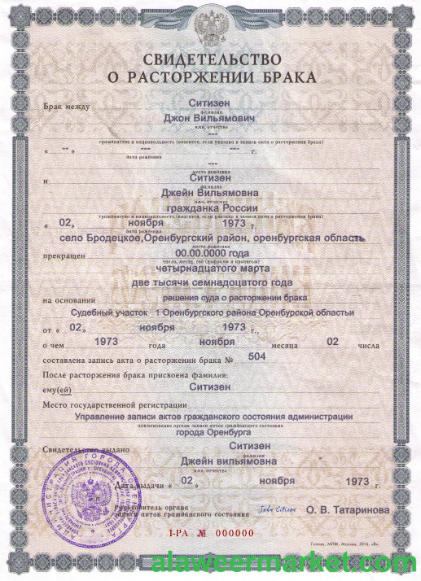 СВИДЕТЕЛЬСТВО
О РАСТОРЖЕНИИ БРАКА
Брак между Ситизен
фамилия
Джон Вильямович
имя, отчество
гражданство и национальность (вносится, если указано в записи акта о расторжении брака)
« -- » --- г.
дата рождения
---
место рождения
и Ситизен
фамилия
Джейн Вильямовна
имя, отчество
гражданка России
гражданство и национальность (вносится, если указано в записи акта о расторжении брака)
« 02, ноября 1973 г.
дата рождения
село Бродецкое,Оренбургский район, оренбургская область
место рождения
прекращен 00.00.0000 года
число, месяц, год (цифрами и прописью)
четырнадцатого марта
две тысячи семнадцатого года
на основании решения суда о расторжении брака
Судебный участок 1 Оренбургского района Оренбургской областьи
от « 02» ноября 1973 г.,
о чем 1973 года ноября месяца 02 числа
составлена запись акта о расторжении брака № 504
После расторжения брака присвоена фамилия:
ему(ей) Ситизен
Место государственной регистрации
Управление записи актов гражданского состояния администрации
наименование органа записи актов гражданского состояния
города Оренбурга
Свидетельство выдано Ситизен
Джейн вильямовна
Дата выдачи « 02 » ноября 1973 г.
Руководитель органа
записи актов гражданского состояния John Citizen О. В. Татаринова
I-РА № 000000
alaweermarket.com